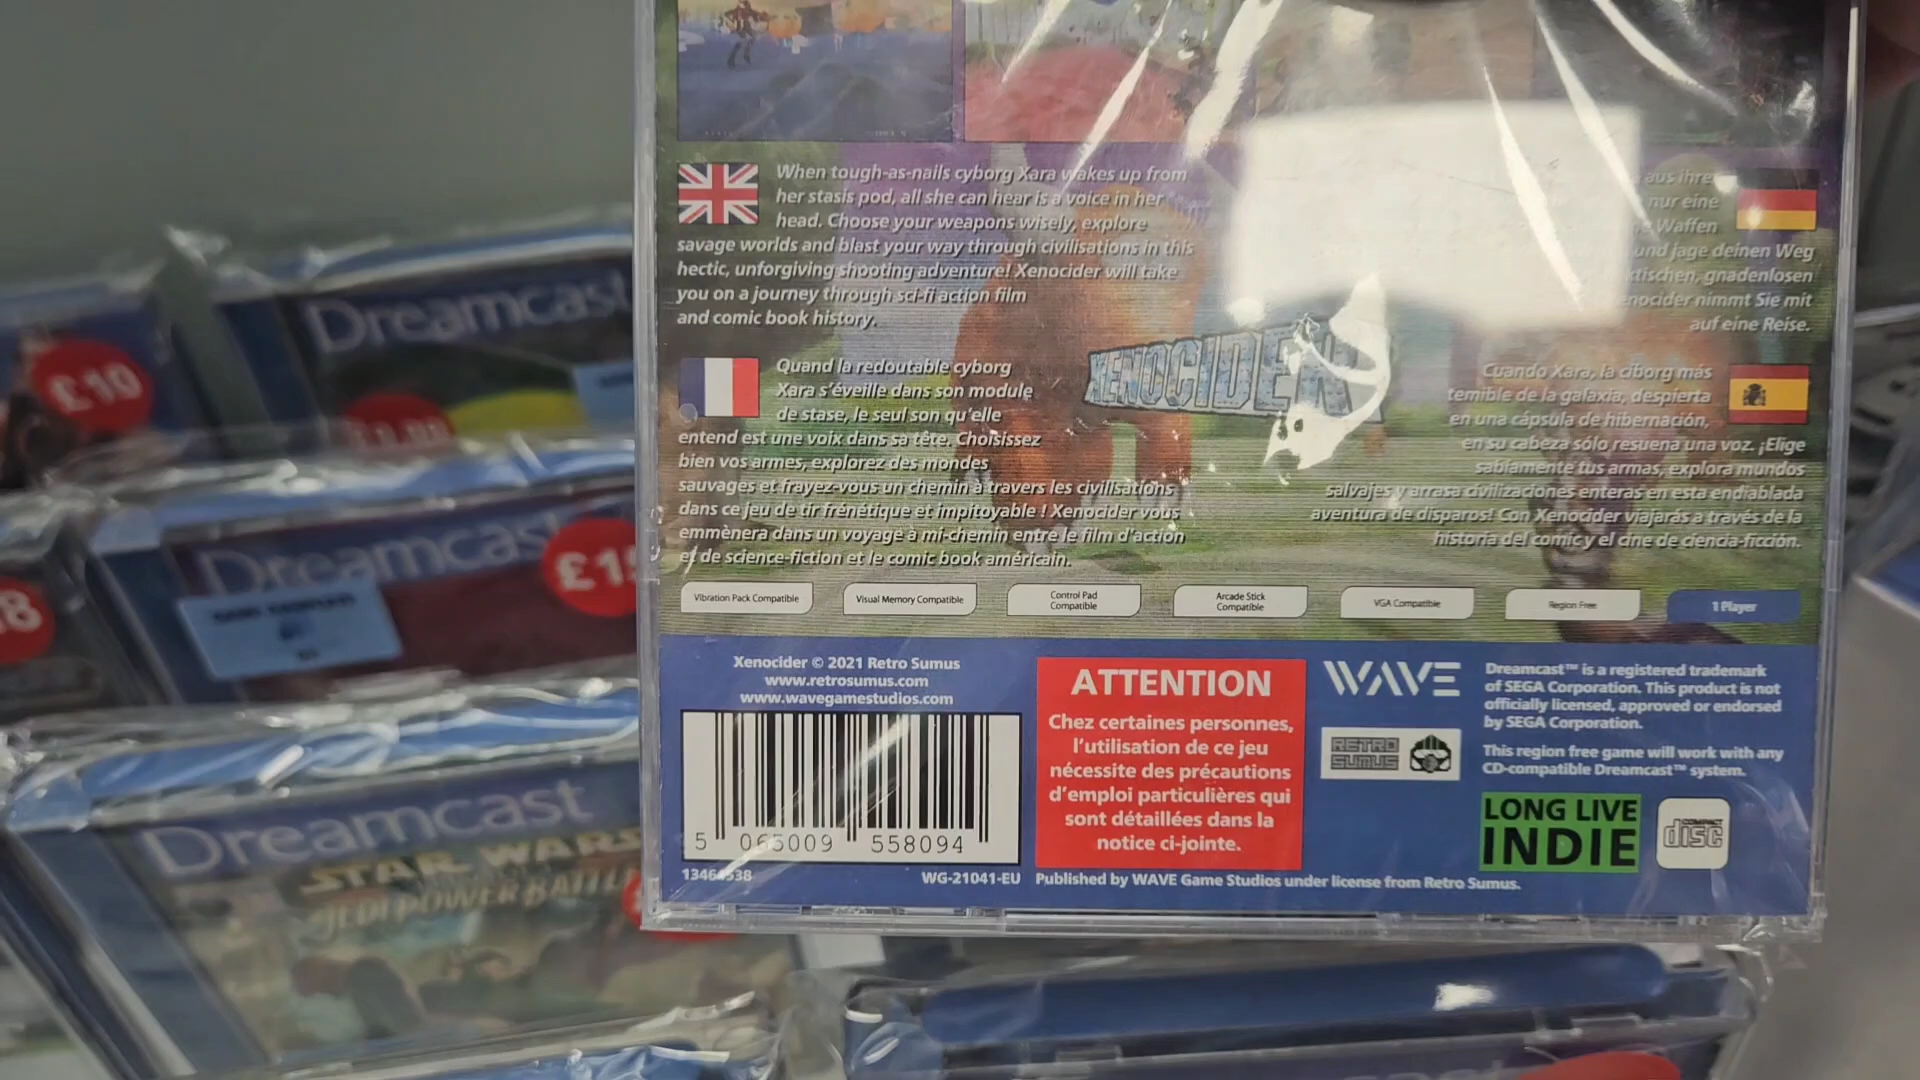 When tough-as-nails cyborg Xara wakes up from
her stasis pod, all she can hear is a voice in her
head. Choose your weapons wisely, explore
savage worlds and blast your way through civilisations in this
hectic, unforgiving shooting adventure! Xenocider will take
you on a journey through sci-fi action film
and comic book history.
aus ihre
nur eine
Waffen
und jage deinen Weg
gnadenlosen
nimmt Sie mit
auf eine Reise.
Quand la redoutable cyborg
Xara s'éveille dans son module
de stase, le seul son qu'elle
entend est une voix dans sa tête. Choisissez
bien vos armes, explorez des mondes
sauvages et frayez-vous un chemin à travers les civilisations
dans ce jeu de tir frénétique et impitoyable ! Xenocider vous
emmènera dans un voyage à mi-chemin entre le film d'action
et de science-fiction et le comic book américain.
XENOCIDER
Cuando Xara, la ciborg más
temible de la galaxia, despierta
en una cápsula de hibernación,
en su cabeza sólo resuena una voz. ¡Elige
sabiamente tus armas, explora mundos
salvajes y arrasa civilizaciones enteras en esta endiablada
aventura de disparos! Con Xenocider viajarás a través de la
historia del comic y el cine de ciencia-ficción.
Vibration Pack Compatible
Visual Memory Compatible
Control Pad
Compatible
Arcade Stick
Compatible
VGA Compatible
Region Free
1 Player
Xenocider © 2021 Retro Sumus
www.retrosumus.com
www.wavegamestudios.com
5 065009 558094
13464538
WG-21041-EU
ATTENTION
Chez certaines personnes,
l'utilisation de ce jeu
nécessite des précautions
d'emploi particulières qui
sont détaillées dans la
notice ci-jointe.
WAVE
RETRO
SUMUS
Dreamcast™ is a registered trademark
of SEGA Corporation. This product is not
officially licensed, approved or endorsed
by SEGA Corporation.
This region free game will work with any
CD-compatible Dreamcast™ system.
LONG LIVE
INDIE
COMPACT
disc
Published by WAVE Game Studios under license from Retro Sumus.
£10
Dreamcast
Dreamcast
£1
8
Dreamcast
STAR WARS
JEDI POWER BATTL